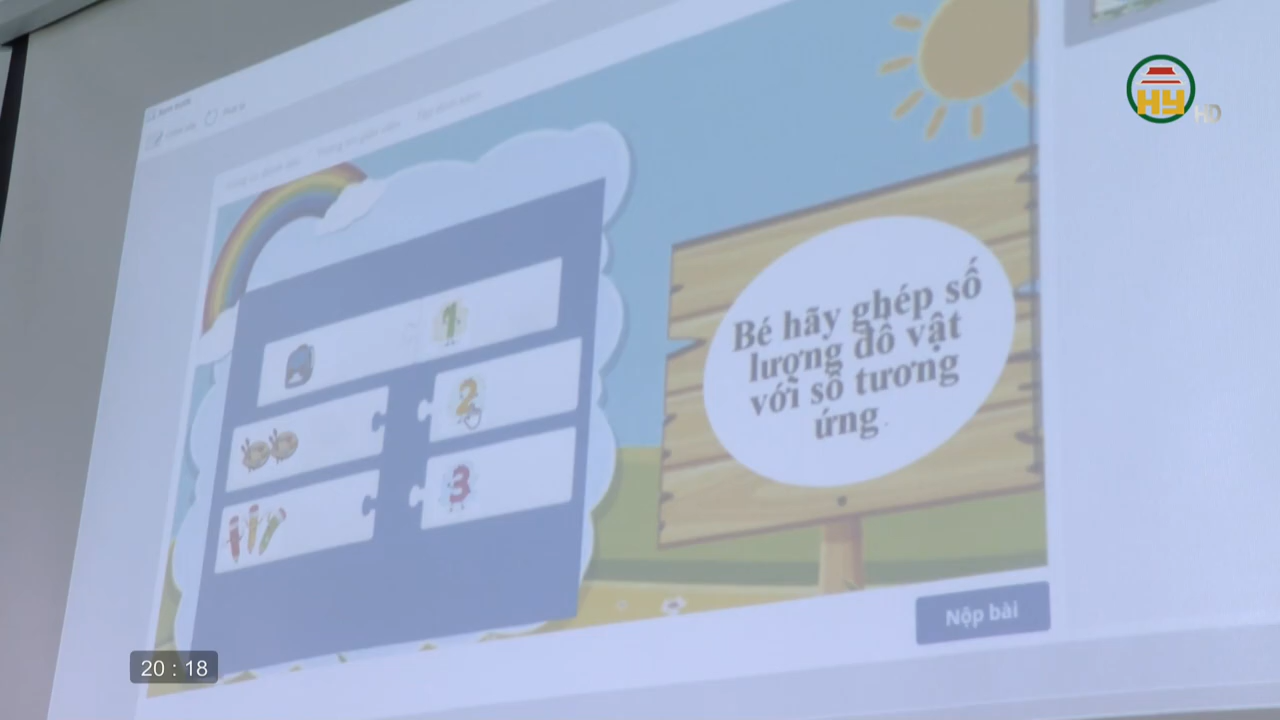 HY
HD
1
2
3
Bé hãy ghép số
lượng đồ vật
với số tương
ứng
Nộp bài
20 : 18